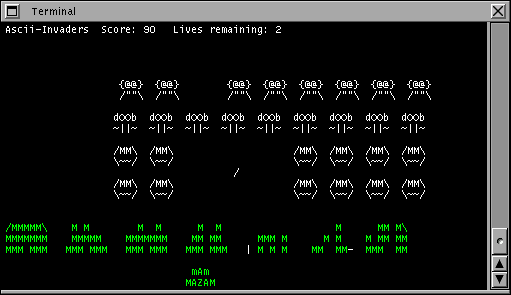 Terminal
Ascii-Invaders  Score: 90   Lives remaining: 2
{@@} {@@}       {@@} {@@} {@@} {@@} {@@} {@@}
/""\ /""\       /""\ /""\ /""\ /""\ /""\ /""\
dOOb  dOOb  dOOb  dOOb  dOOb  dOOb  dOOb  dOOb  dOOb
~||~  ~||~  ~||~  ~||~  ~||~  ~||~  ~||~  ~||~  ~||~
/MM\  /MM\                    /MM\  /MM\  /MM\  /MM\
\~~/  \~~/                    \~~/  \~~/  \~~/  \~~/
/
/MM\  /MM\                    /MM\  /MM\  /MM\  /MM\
\~~/  \~~/                    \~~/  \~~/  \~~/  \~~/
/MMMMM\    M M        M  M      M  M                   M      MM M\
MMMMMMM    MMMMM    MMMMMMM    MM MM      MMM M      M M    M MM MM
MMM MMM   MMM MMM   MMM MMM   MMM MMM   | M M M    MM  MM–  MMM MMM
mAm
MAZAM